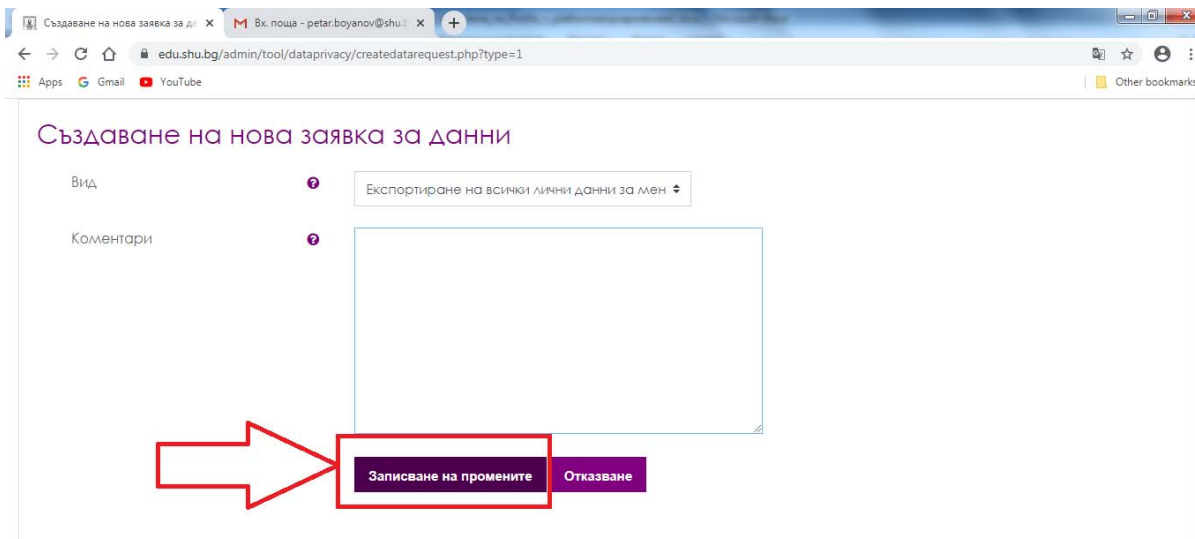 Създаване на нова заявка за да
Вх. поща - petar.boyanov@shu.b
edu.shu.bg/admin/tool/dataprivacy/createdatarequest.php?type=1
Apps Gmail YouTube Other bookmarks
Създаване на нова заявка за данни
Вид Експортиране на всички лични данни за мен
Коментари
Записване на промените Отказване